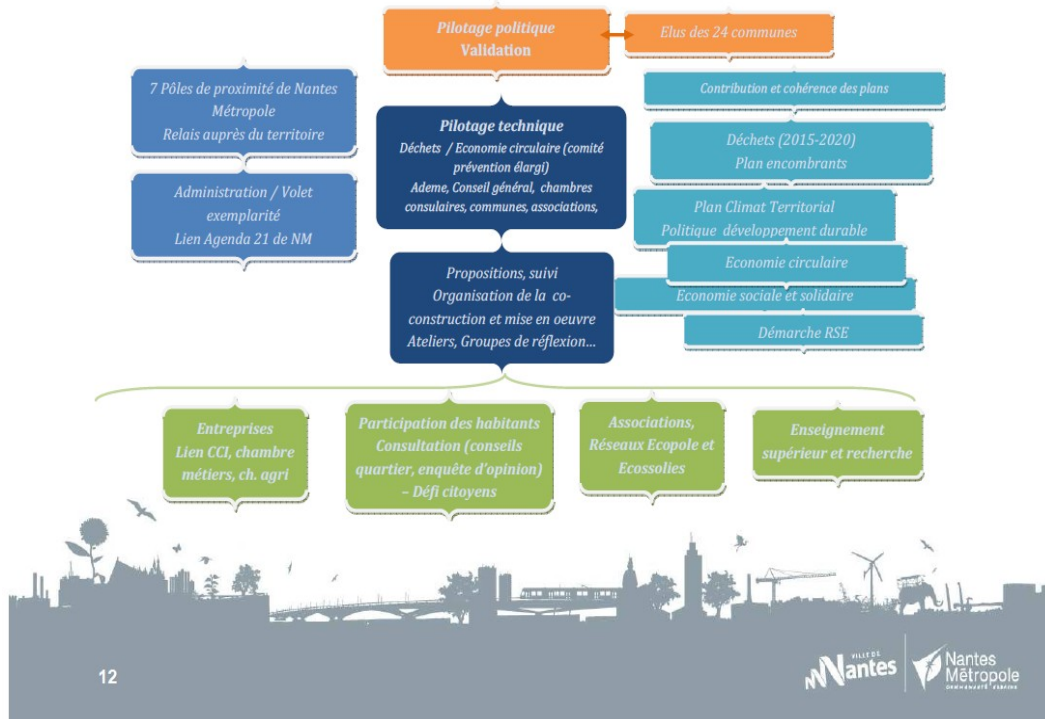 Pilotage politique
Validation
Elus des 24 communes
7 Pôles de proximité de Nantes
Métropole
Relais auprès du territoire
Administration / Volet
exemplarité
Lien Agenda 21 de NM
Pilotage technique
Déchets / Economie circulaire (comité
prévention élargi)
Ademe, Conseil général, chambres
consulaires, communes, associations,
Propositions, suivi
Organisation de la co-
construction et mise en oeuvre
Ateliers, Groupes de réflexion...
Contribution et cohérence des plans
Déchets (2015-2020)
Plan encombrants
Plan Climat Territorial
Politique développement durable
Economie circulaire
Economie sociale et solidaire
Démarche RSE
Entreprises
Lien CCI, chambre
métiers, ch. agri
Participation des habitants
Consultation (conseils
quartier, enquête d'opinion)
– Défi citoyens
Associations,
Réseaux Ecopole et
Ecossolies
Enseignement
supérieur et recherche
12
VILLE DE
Nantes
Nantes
Métropole
COMMUNAUTÉ URBAINE